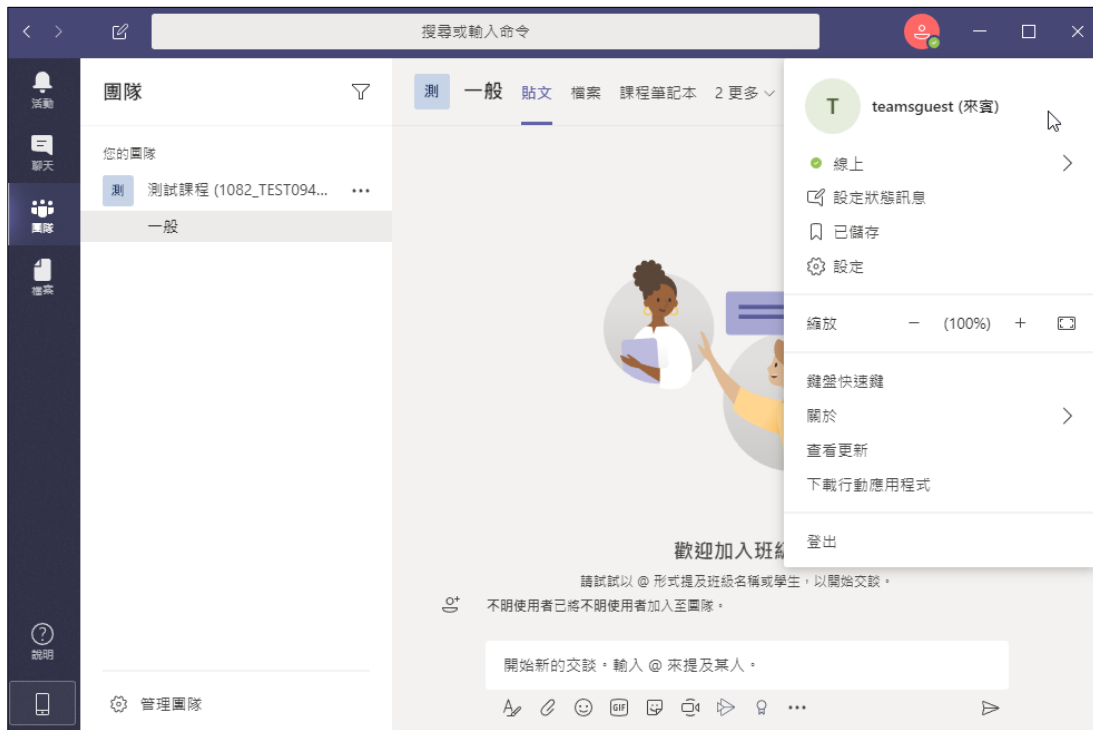 搜尋或輸入命令
活動
聊天
團隊
檔案
說明
團隊
您的團隊
測 測試課程 (1082_TEST094...
一般
管理團隊
測 一般 貼文 檔案 課程筆記本 2 更多
歡迎加入班級
請試試以 @ 形式提及班級名稱或學生，以開始交談。
不明使用者已將不明使用者加入至團隊。
開始新的交談。輸入 @ 來提及某人。
GIF
T teamsguest (來賓)
線上
設定狀態訊息
已儲存
設定
縮放 − (100%) +
鍵盤快速鍵
關於
查看更新
下載行動應用程式
登出